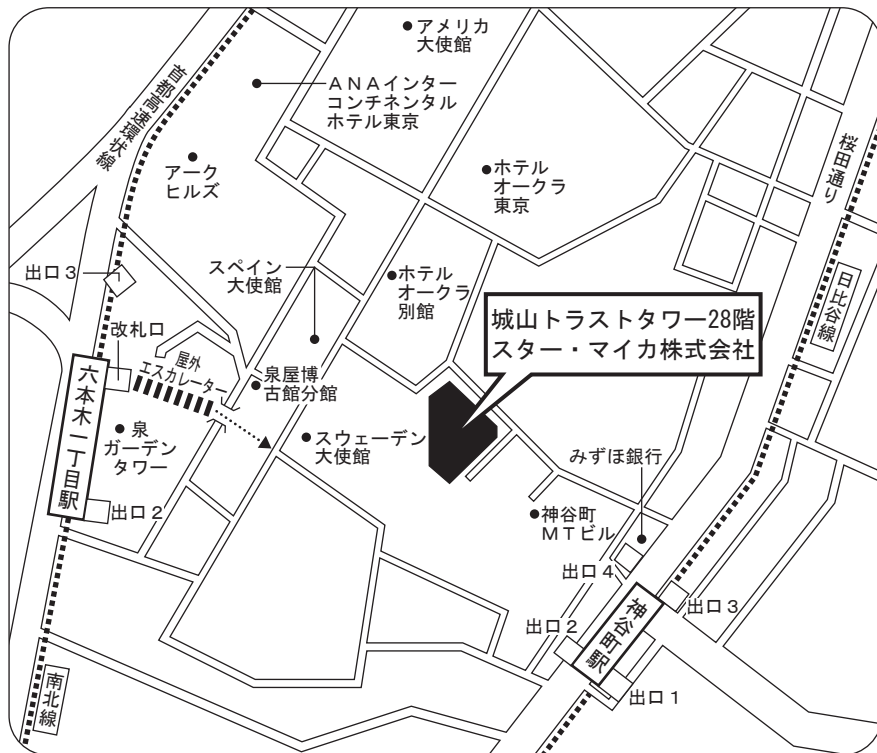 アメリカ
大使館
ANAインター
コンチネンタル
ホテル東京
首都高速環状線
アーク
ヒルズ
ホテル
オークラ
東京
桜田通り
出口3
スペイン
大使館
ホテル
オークラ
別館
日比谷線
城山トラストタワー28階
スター・マイカ株式会社
改札口
屋外
エスカレーター
六本木一丁目駅
泉屋博
古館分館
泉
ガーデン
タワー
スウェーデン
大使館
みずほ銀行
出口2
神谷町
MTビル
出口4
出口3
出口2
神谷町駅
出口1
南北線